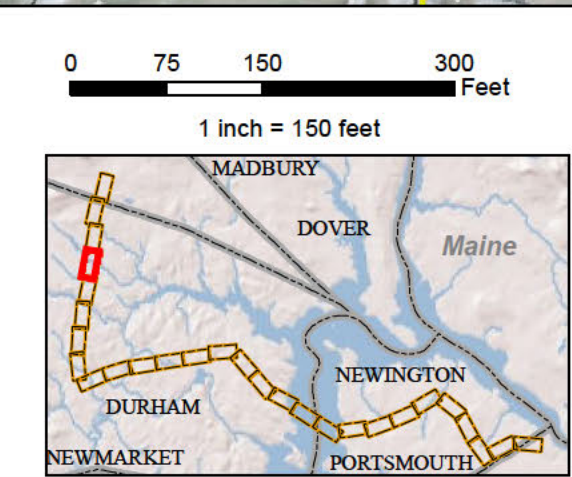 0 75 150 300
Feet
1 inch = 150 feet
MADBURY
DOVER
Maine
NEWINGTON
DURHAM
NEWMARKET
PORTSMOUTH